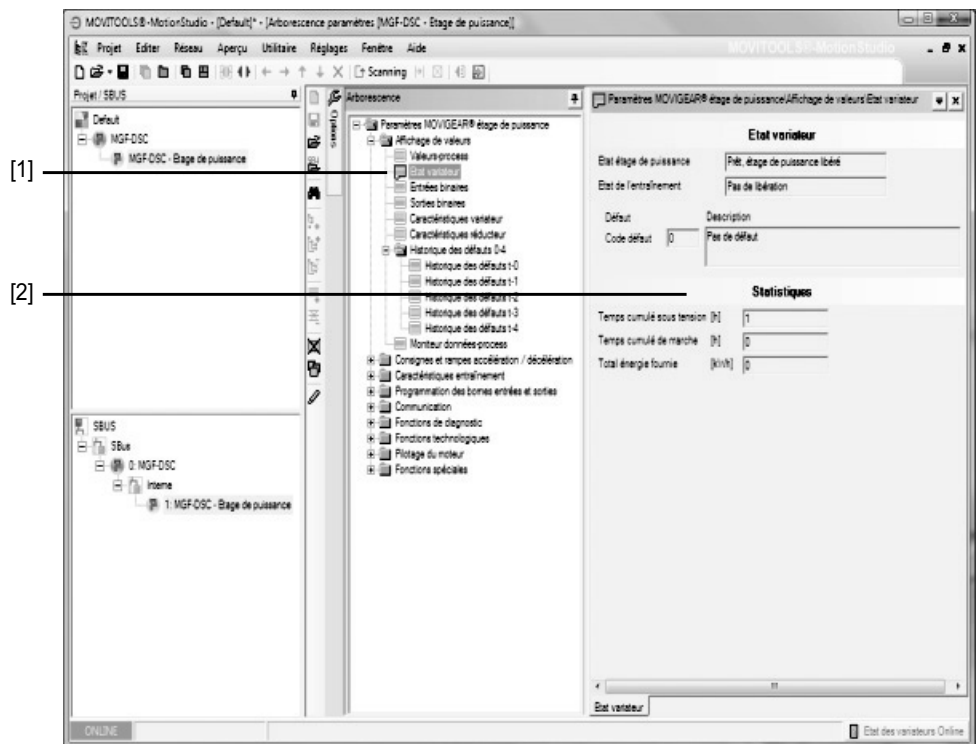 MOVITOOLS®-MotionStudio - [Default]* - [Arborescence paramètres [MGF-DSC - Etage de puissance]]
Projet Editer Réseau Aperçu Utilitaire Réglages Fenêtre Aide
MOVITOOLS®-MotionStudio
Scanning
Projet / SBUS
Default
MGF-DSC
MGF-DSC - Etage de puissance
Options
Arborescence
Paramètres MOVIGEAR® étage de puissance
Affichage de valeurs
Valeurs-process
Etat variateur
Entrées binaires
Sorties binaires
Caractéristiques variateur
Caractéristiques réducteur
Historique des défauts 0-4
Historique des défauts t-0
Historique des défauts t-1
Historique des défauts t-2
Historique des défauts t-3
Historique des défauts t-4
Moniteur données-process
Consignes et rampes accélération / décélération
Caractéristiques entraînement
Programmation des bornes entrées et sorties
Communication
Fonctions de diagnostic
Fonctions technologiques
Pilotage du moteur
Fonctions spéciales
Paramètres MOVIGEAR® étage de puissance\Affichage de valeurs\Etat variateur
Etat variateur
Etat étage de puissance Prêt, étage de puissance libéré
Etat de l'entraînement Pas de libération
Défaut Description
Code défaut 0 Pas de défaut
Statistiques
Temps cumulé sous tension [h] 1
Temps cumulé de marche [h] 0
Total énergie fournie [kWh] 0
Etat variateur
SBUS
SBus
0: MGF-DSC
Interne
1: MGF-DSC - Etage de puissance
ONLINE
Etat des variateurs Online
[1]
[2]